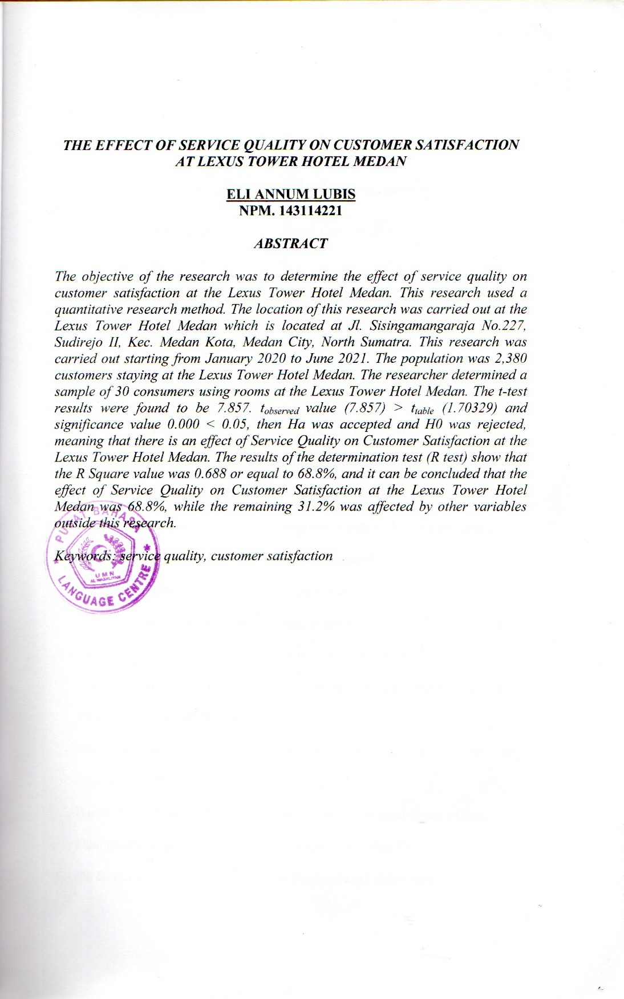 THE EFFECT OF SERVICE QUALITY ON CUSTOMER SATISFACTION
AT LEXUS TOWER HOTEL MEDAN
ELI ANNUM LUBIS
NPM. 143114221
ABSTRACT
The objective of the research was to determine the effect of service quality on
customer satisfaction at the Lexus Tower Hotel Medan. This research used a
quantitative research method. The location of this research was carried out at the
Lexus Tower Hotel Medan which is located at Jl. Sisingamangaraja No.227,
Sudirejo II, Kec. Medan Kota, Medan City, North Sumatra. This research was
carried out starting from January 2020 to June 2021. The population was 2,380
customers staying at the Lexus Tower Hotel Medan. The researcher determined a
sample of 30 consumers using rooms at the Lexus Tower Hotel Medan. The t-test
results were found to be 7.857. tobserved value (7.857) > ttable (1.70329) and
significance value 0.000 < 0.05, then Ha was accepted and H0 was rejected,
meaning that there is an effect of Service Quality on Customer Satisfaction at the
Lexus Tower Hotel Medan. The results of the determination test (R test) show that
the R Square value was 0.688 or equal to 68.8%, and it can be concluded that the
effect of Service Quality on Customer Satisfaction at the Lexus Tower Hotel
Medan was 68.8%, while the remaining 31.2% was affected by other variables
outside this research.
Keywords: service quality, customer satisfaction
PUSAT BAHASA
UMN
AL WASHLIYAH
LANGUAGE CENTRE